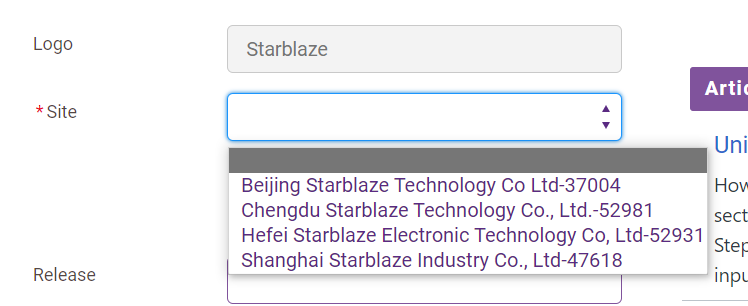 Logo
Starblaze
* Site
Beijing Starblaze Technology Co Ltd-37004
Chengdu Starblaze Technology Co., Ltd.-52981
Hefei Starblaze Electronic Technology Co, Ltd-52931
Shanghai Starblaze Industry Co., Ltd-47618
Release
Artic
Uni
How
sect
Step
inpu